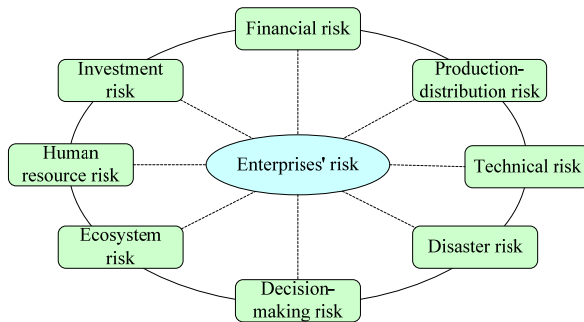 Financial risk
Investment
risk
Production-
distribution risk
Human
resource risk
Enterprises' risk
Technical risk
Ecosystem
risk
Disaster risk
Decision-
making risk